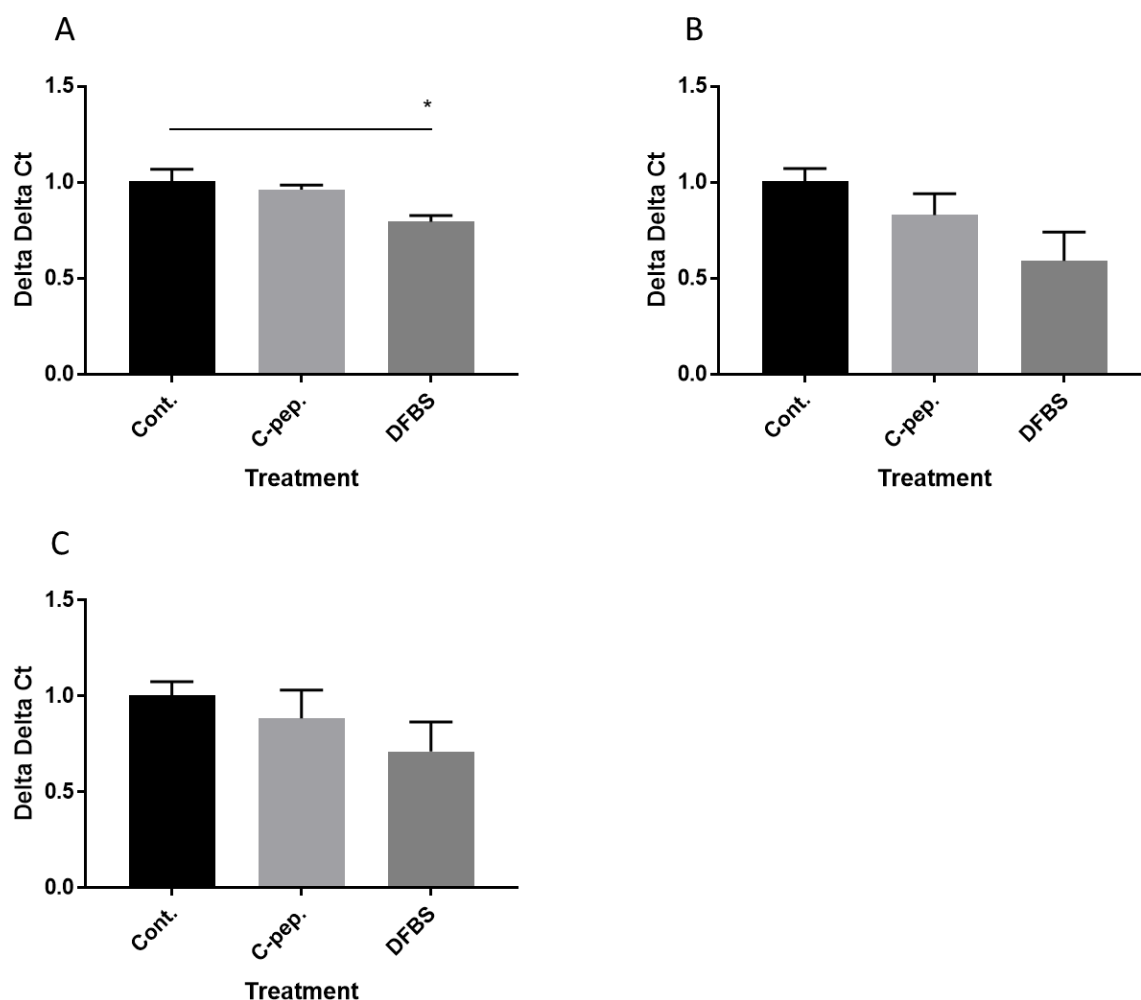 A
1.5
1.0
0.5
0.0
Delta Delta Ct
*
Cont.
C-pep.
DFBS
Treatment
B
1.5
1.0
0.5
0.0
Delta Delta Ct
Cont.
C-pep.
DFBS
Treatment
C
1.5
1.0
0.5
0.0
Delta Delta Ct
Cont.
C-pep.
DFBS
Treatment